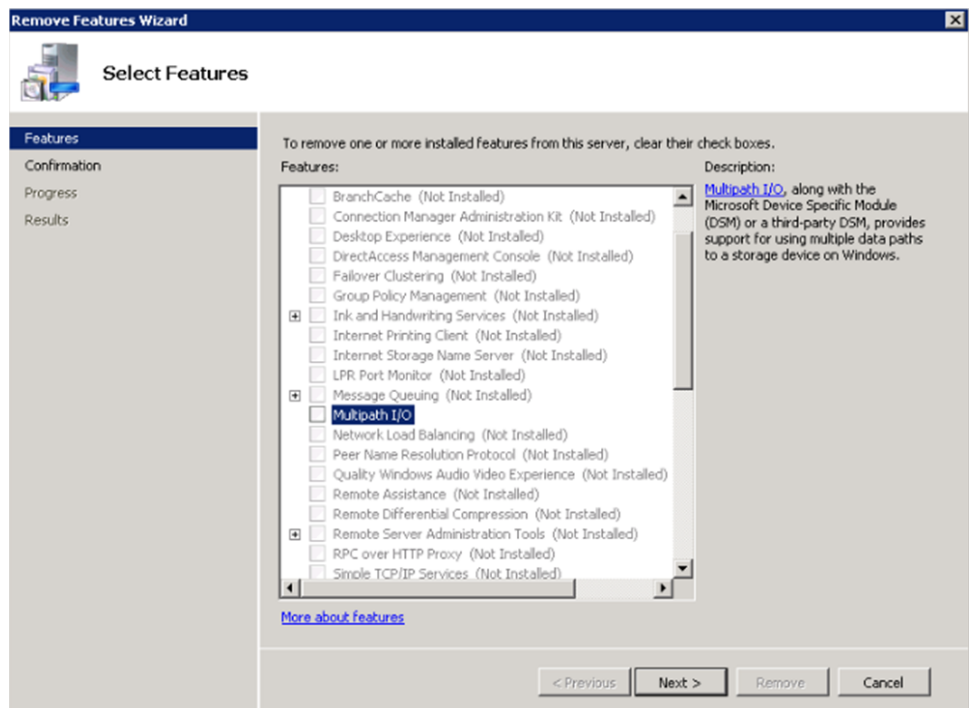 Remove Features Wizard
Select Features
Features
Confirmation
Progress
Results
To remove one or more installed features from this server, clear their check boxes.
Features:
BranchCache (Not Installed)
Connection Manager Administration Kit (Not Installed)
Desktop Experience (Not Installed)
DirectAccess Management Console (Not Installed)
Failover Clustering (Not Installed)
Group Policy Management (Not Installed)
Ink and Handwriting Services (Not Installed)
Internet Printing Client (Not Installed)
Internet Storage Name Server (Not Installed)
LPR Port Monitor (Not Installed)
Message Queuing (Not Installed)
Multipath I/O
Network Load Balancing (Not Installed)
Peer Name Resolution Protocol (Not Installed)
Quality Windows Audio Video Experience (Not Installed)
Remote Assistance (Not Installed)
Remote Differential Compression (Not Installed)
Remote Server Administration Tools (Not Installed)
RPC over HTTP Proxy (Not Installed)
Simple TCP/IP Services (Not Installed)
Description:
Multipath I/O, along with the
Microsoft Device Specific Module
(DSM) or a third-party DSM, provides
support for using multiple data paths
to a storage device on Windows.
More about features
< Previous
Next >
Remove
Cancel